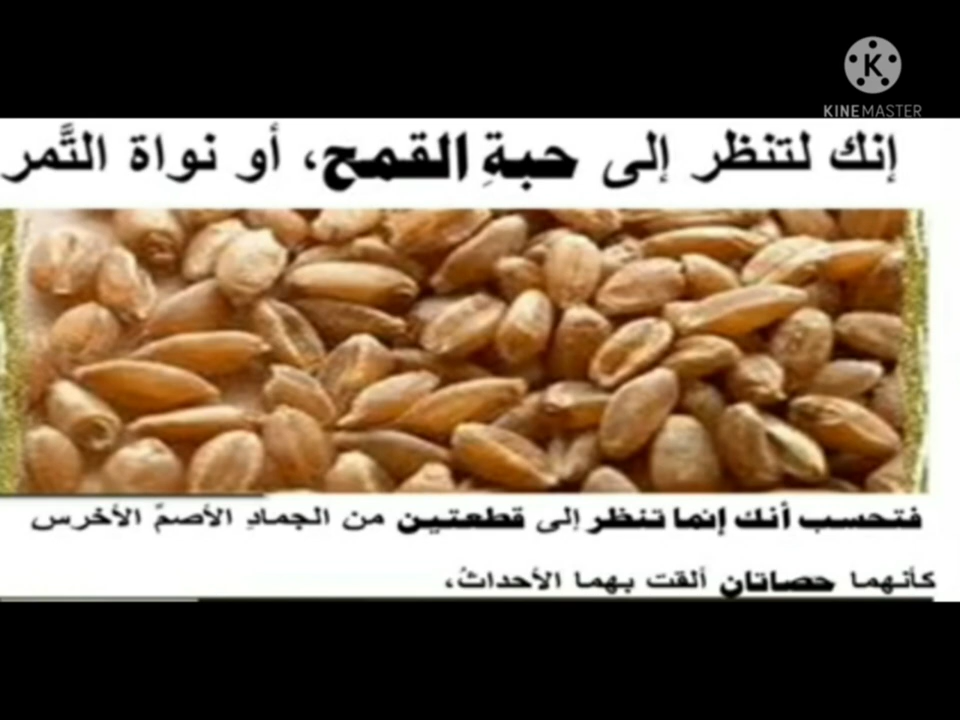 KINEMASTER
إنك لتنظر إلى حبةِ القمح، أو نواة التَّمر
فتحسب أنك إنما تنظر إلى قطعتين من الجمادِ الأصمّ الأخرس
كأنهما حصاتان ألقت بهما الأحداثُ،